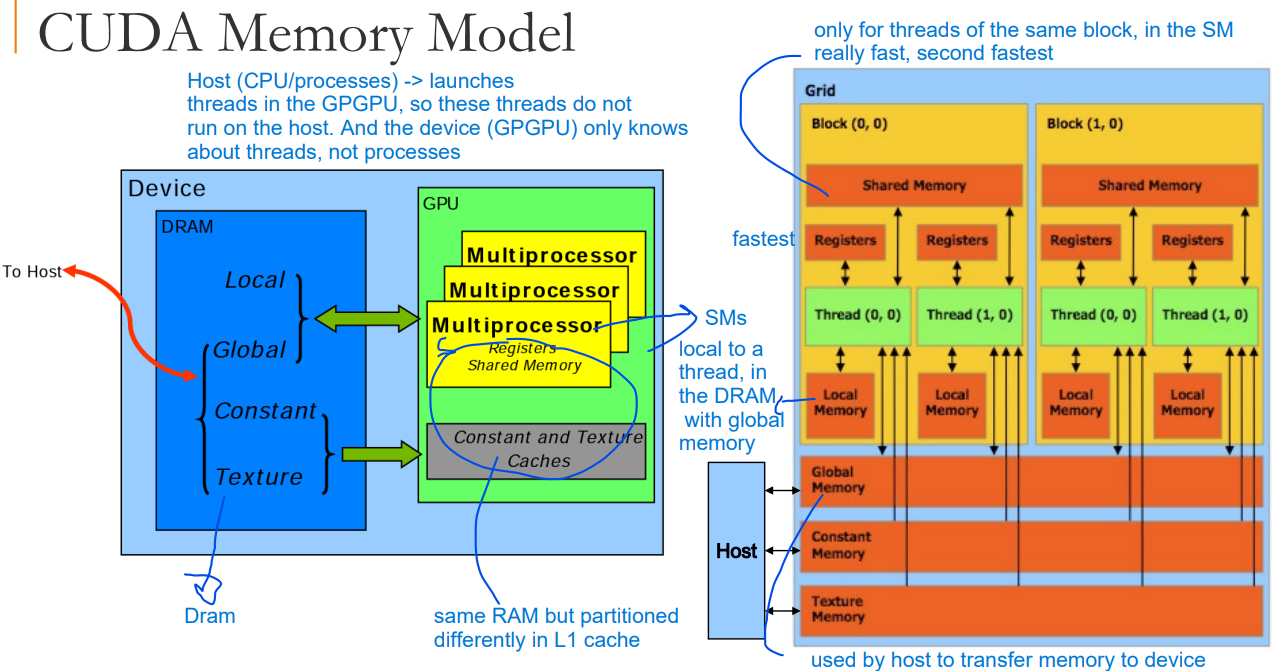 CUDA Memory Model
Host (CPU/processes) -> launches
threads in the GPGPU, so these threads do not
run on the host. And the device (GPGPU) only knows
about threads, not processes
Device
DRAM
Local
Global
Constant
Texture
To Host
GPU
Multiprocessor
Multiprocessor
Multiprocessor
Registers
Shared Memory
Constant and Texture
Caches
Dram
same RAM but partitioned
differently in L1 cache
SMs
local to a
thread, in
the DRAM
with global
memory
fastest
only for threads of the same block, in the SM
really fast, second fastest
Grid
Block (0, 0)
Shared Memory
Registers
Registers
Thread (0, 0)
Thread (1, 0)
Local
Memory
Local
Memory
Block (1, 0)
Shared Memory
Registers
Registers
Thread (0, 0)
Thread (1, 0)
Local
Memory
Local
Memory
Host
Global
Memory
Constant
Memory
Texture
Memory
used by host to transfer memory to device